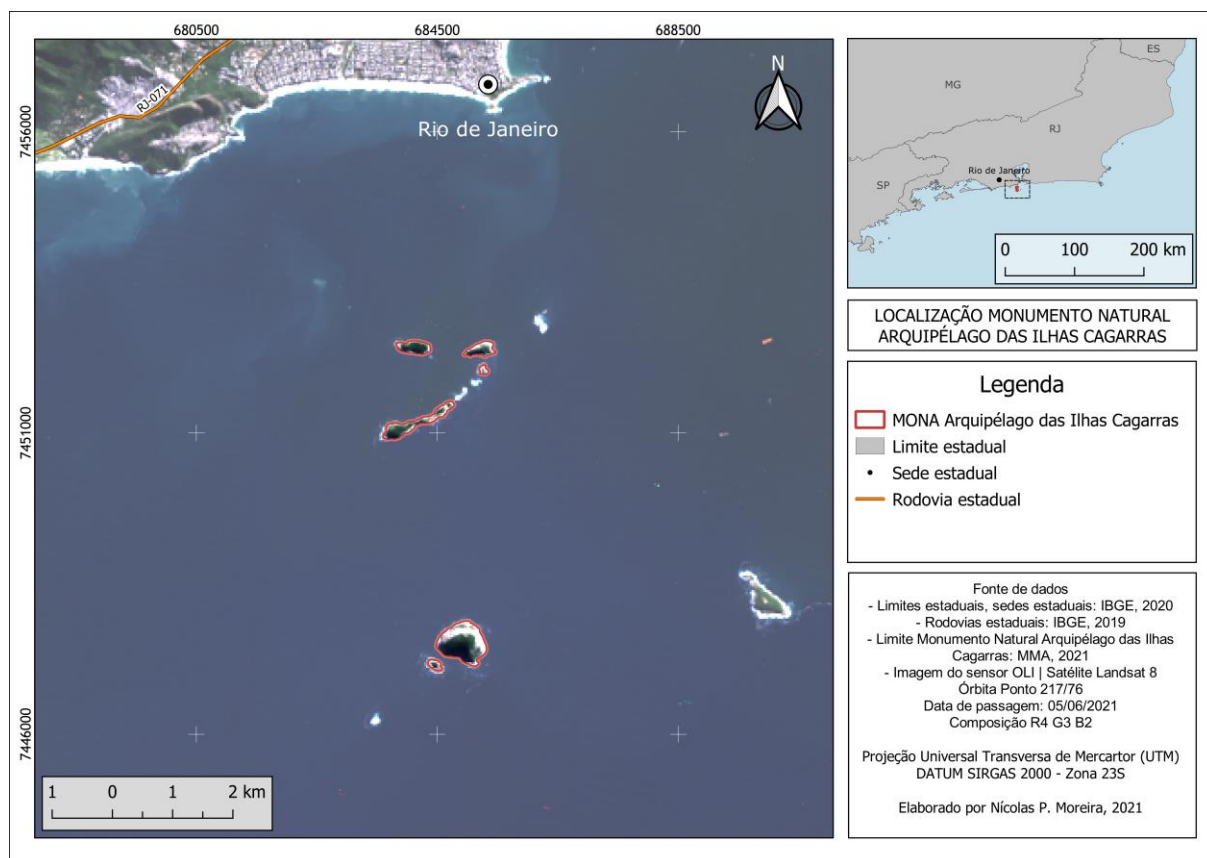 680500
684500
688500
7456000
7451000
7446000
RJ-071
Rio de Janeiro
N
1 0 1 2 km
ES
MG
RJ
Rio de Janeiro
SP
0 100 200 km
LOCALIZAÇÃO MONUMENTO NATURAL
ARQUIPÉLAGO DAS ILHAS CAGARRAS
Legenda
MONA Arquipélago das Ilhas Cagarras
Limite estadual
Sede estadual
Rodovia estadual
Fonte de dados
- Limites estaduais, sedes estaduais: IBGE, 2020
- Rodovias estaduais: IBGE, 2019
- Limite Monumento Natural Arquipélago das Ilhas
Cagarras: MMA, 2021
- Imagem do sensor OLI | Satélite Landsat 8
Órbita Ponto 217/76
Data de passagem: 05/06/2021
Composição R4 G3 B2
Projeção Universal Transversa de Mercartor (UTM)
DATUM SIRGAS 2000 - Zona 23S
Elaborado por Nícolas P. Moreira, 2021